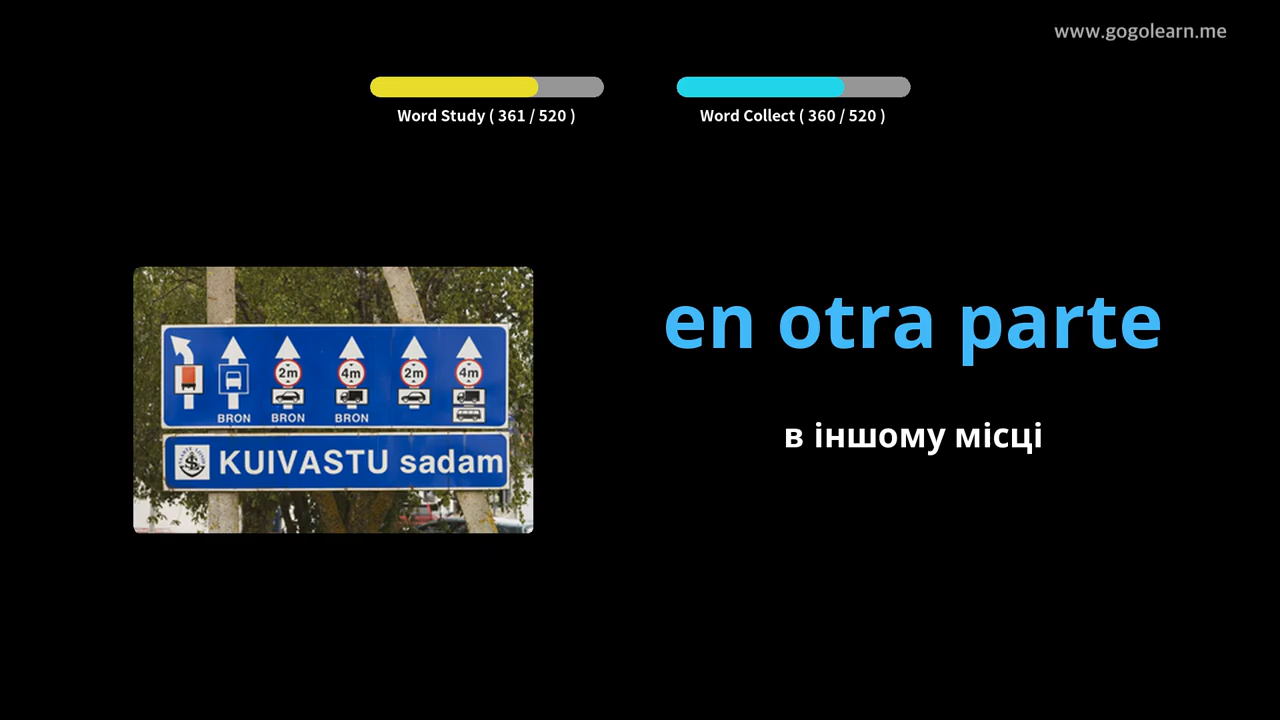 www.gogolearn.me
Word Study ( 361 / 520 )
Word Collect ( 360 / 520 )
en otra parte
в іншому місці
2m 4m 2m 4m
BRON BRON BRON
KUIVASTU sadam